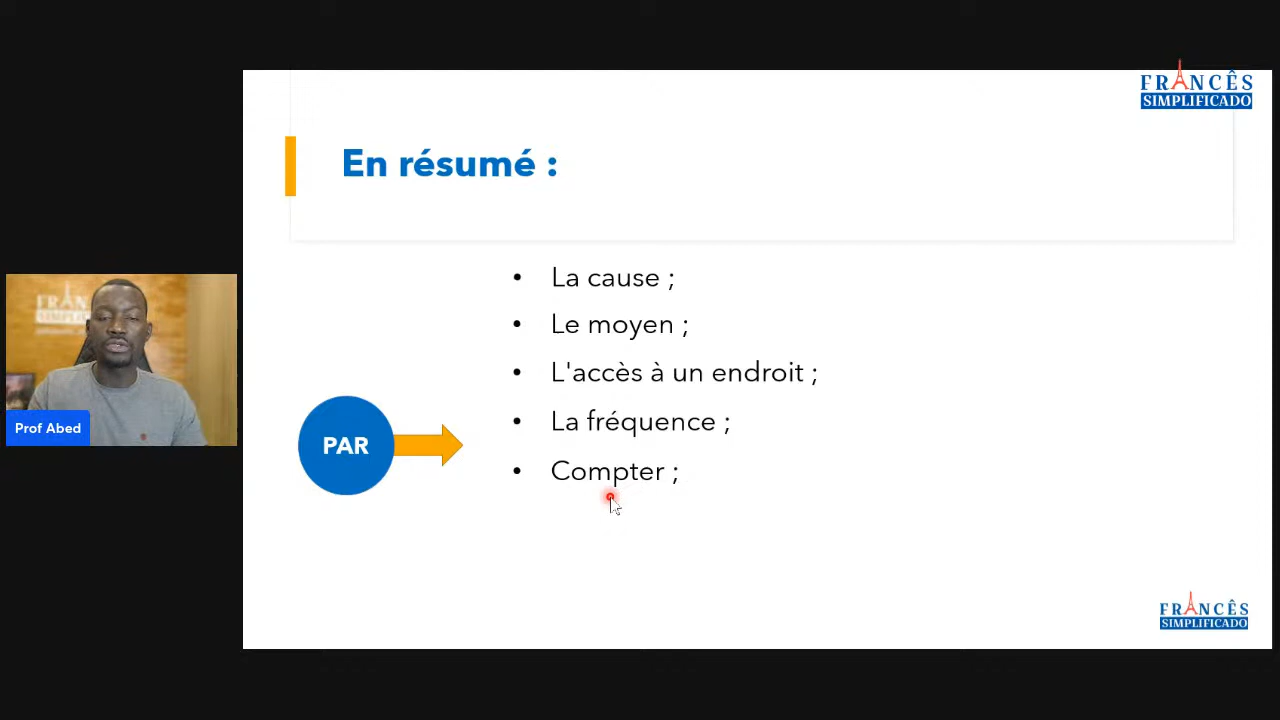 FRANCÊS
SIMPLIFICADO
En résumé :
• La cause ;
• Le moyen ;
• L'accès à un endroit ;
• La fréquence ;
• Compter ;
PAR
Prof Abed
FRANCÊS
SIMPLIFICADO